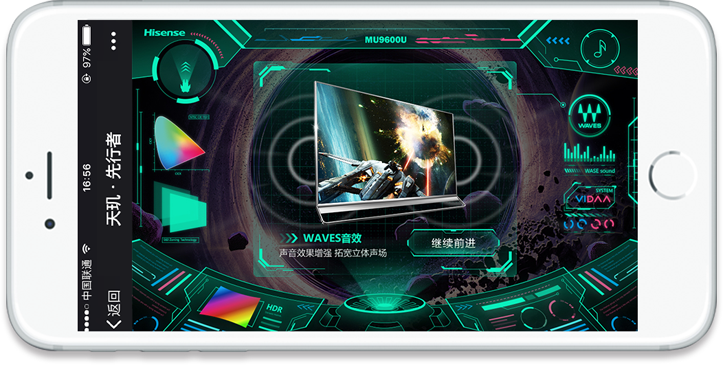 97%
16:56
中国联通
返回
天玑 · 先行者
Hisense
MU9600U
WAVES
WASE sound
SYSTEM
VIDAA
WAVES音效
声音效果增强 拓宽立体声场
继续前进
HDR